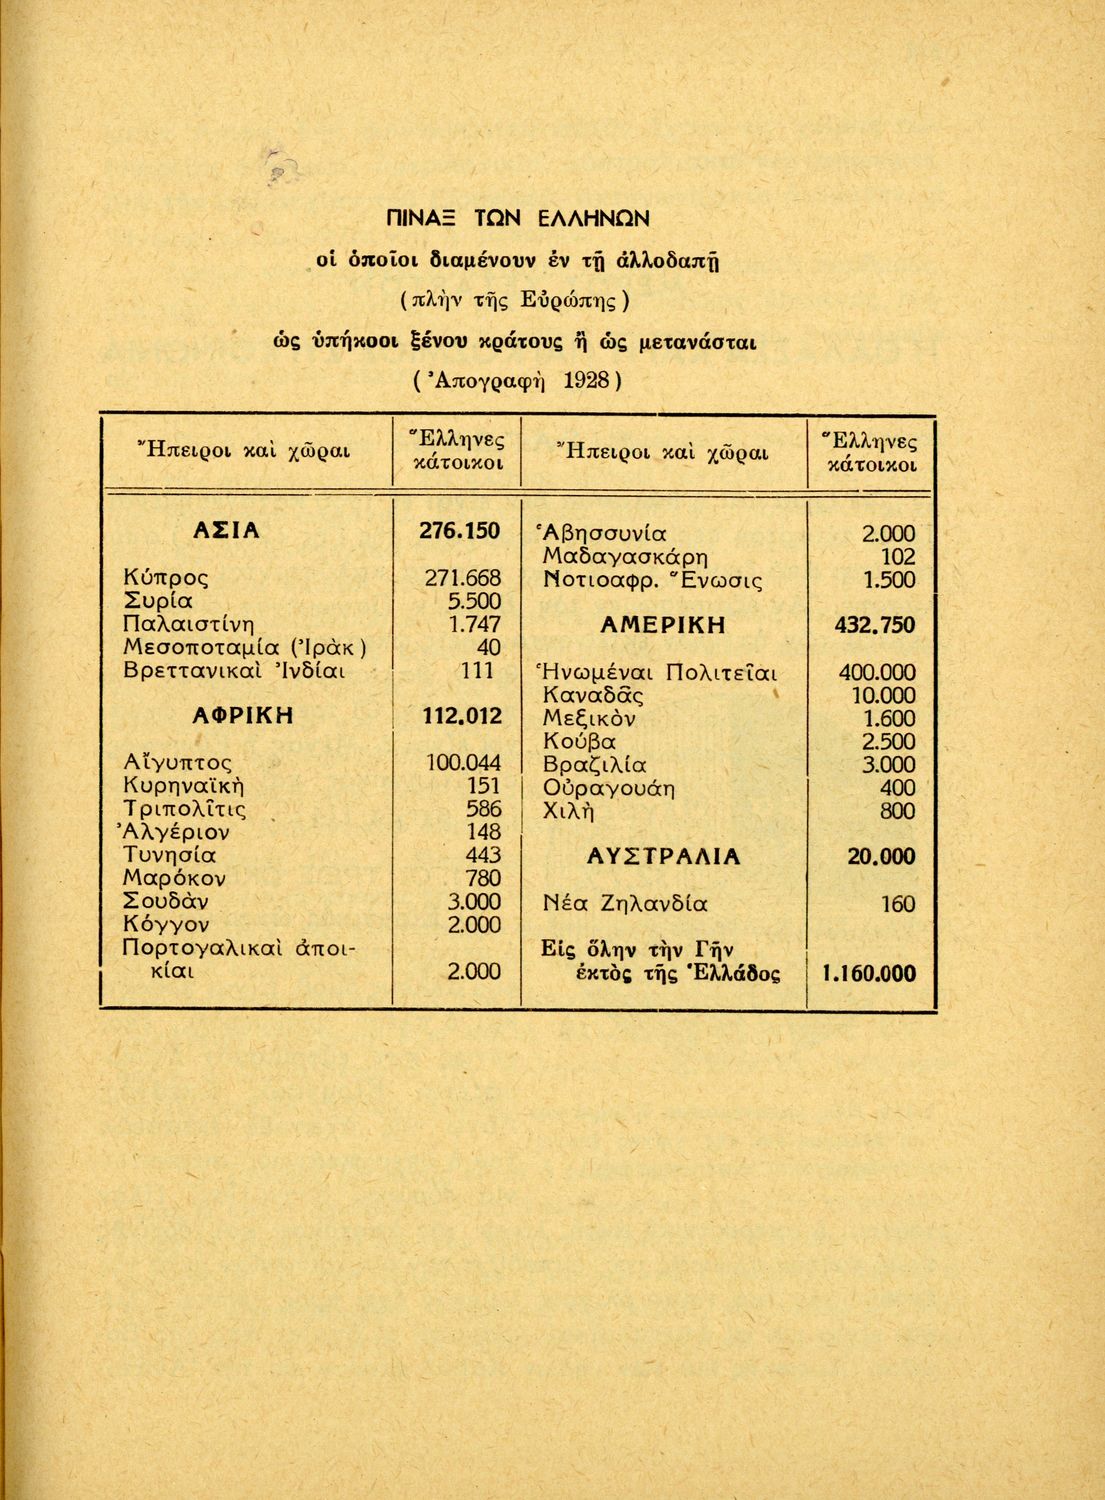 ΠΙΝΑΞ ΤΩΝ ΕΛΛΗΝΩΝ
οἱ ὁποῖοι διαμένουν ἐν τῇ ἀλλοδαπῇ
(πλὴν τῆς Εὐρώπης)
ὡς ὑπήκοοι ξένου κράτους ἢ ὡς μετανάσται
(Ἀπογραφὴ 1928)
Ἤπειροι καὶ χῶραι Ἕλληνες κάτοικοι
ΑΣΙΑ 276.150
Κύπρος 271.668
Συρία 5.500
Παλαιστίνη 1.747
Μεσοποταμία (Ἰρὰκ) 40
Βρεττανικαὶ Ἰνδίαι 111
ΑΦΡΙΚΗ 112.012
Αἴγυπτος 100.044
Κυρηναϊκὴ 151
Τριπολῖτις 586
Ἀλγέριον 148
Τυνησία 443
Μαρόκον 780
Σουδὰν 3.000
Κόγγον 2.000
Πορτογαλικαὶ ἀποι-
κίαι 2.000
Ἤπειροι καὶ χῶραι Ἕλληνες κάτοικοι
Ἁβησσυνία 2.000
Μαδαγασκάρη 102
Νοτιοαφρ. Ἕνωσις 1.500
ΑΜΕΡΙΚΗ 432.750
Ἡνωμέναι Πολιτεῖαι 400.000
Καναδᾶς 10.000
Μεξικὸν 1.600
Κούβα 2.500
Βραζιλία 3.000
Οὐραγουάη 400
Χιλὴ 800
ΑΥΣΤΡΑΛΙΑ 20.000
Νέα Ζηλανδία 160
Εἰς ὅλην τὴν Γῆν
ἐκτὸς τῆς Ἑλλάδος 1.160.000